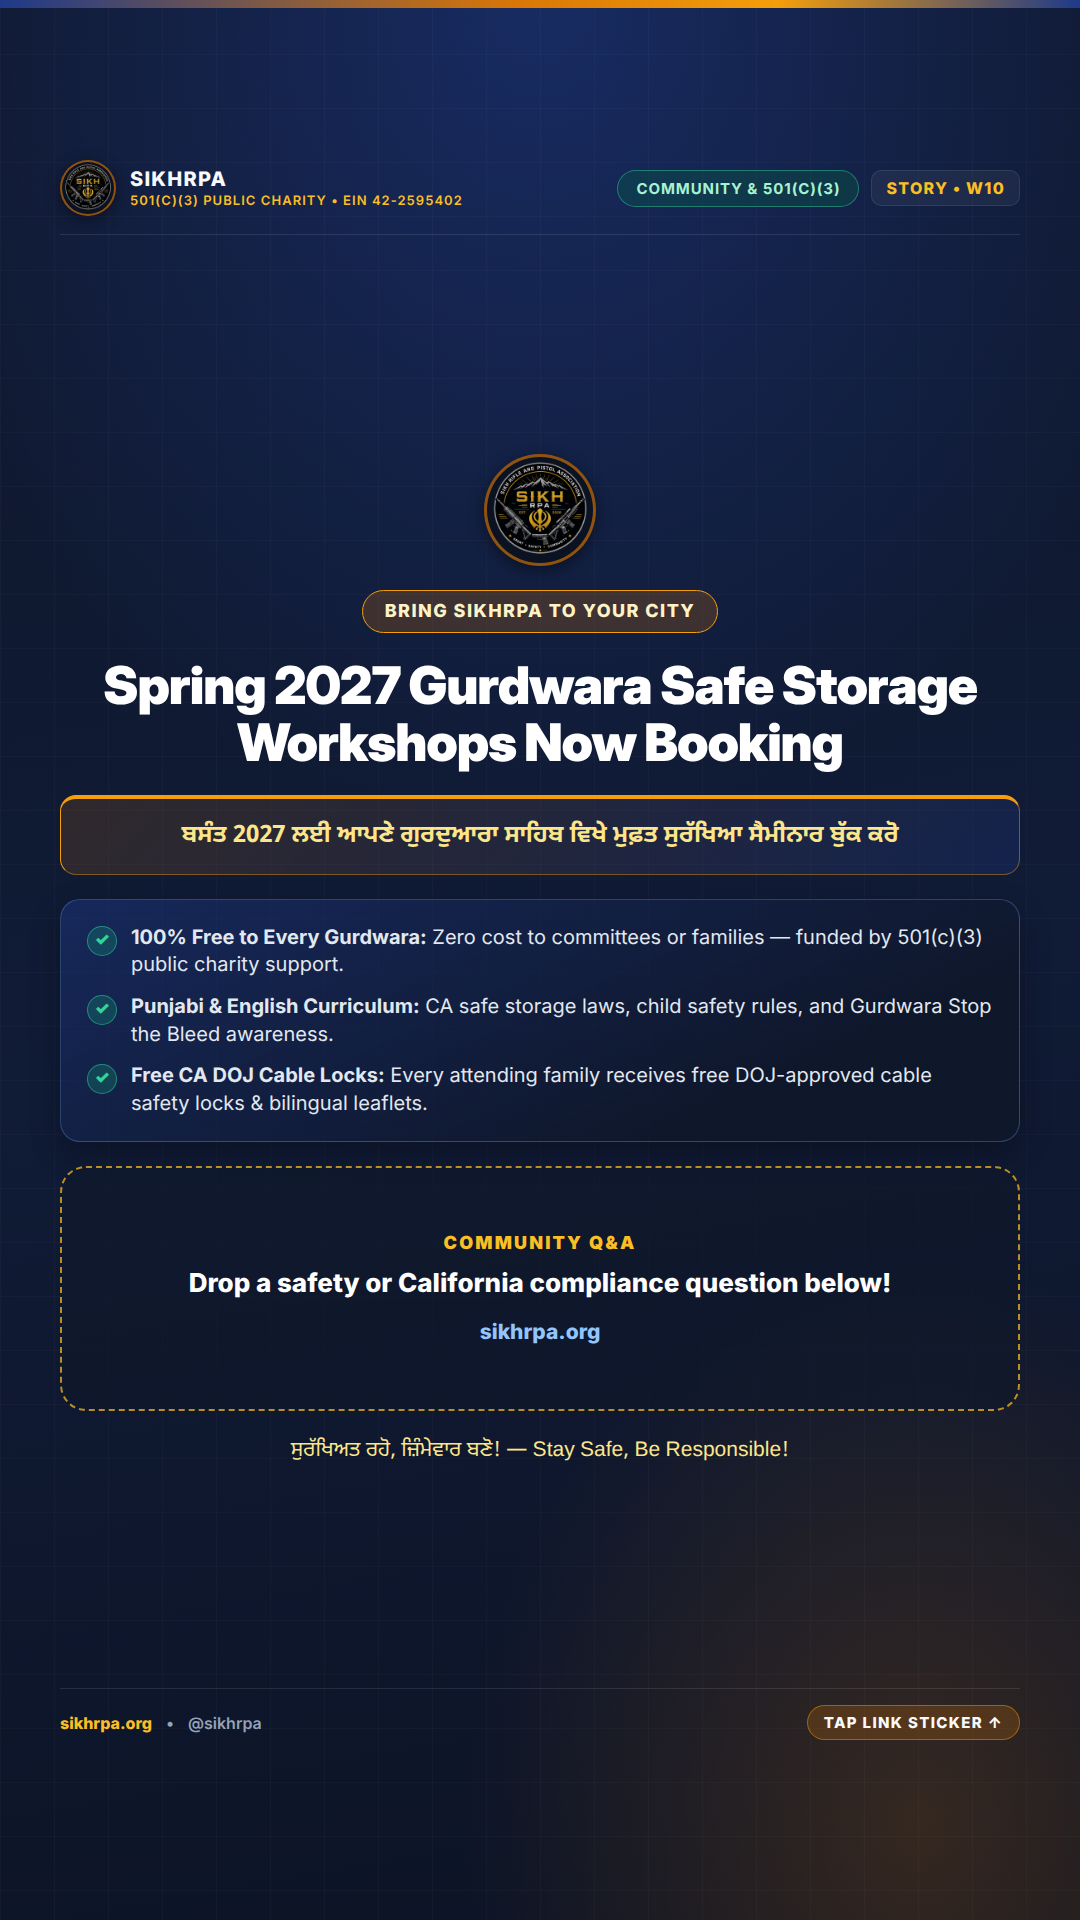 SIKHRPA
501(C)(3) PUBLIC CHARITY • EIN 42-2595402
COMMUNITY & 501(C)(3)
STORY • W10
SIKH RIFLE AND PISTOL ASSOCIATION
SIKH
RPA
BRING SIKHRPA TO YOUR CITY
Spring 2027 Gurdwara Safe Storage
Workshops Now Booking
ਬਸੰਤ 2027 ਲਈ ਆਪਣੇ ਗੁਰਦੁਆਰਾ ਸਾਹਿਬ ਵਿਖੇ ਮੁਫ਼ਤ ਸੁਰੱਖਿਆ ਸੈਮੀਨਾਰ ਬੁੱਕ ਕਰੋ
100% Free to Every Gurdwara: Zero cost to committees or families — funded by 501(c)(3)
public charity support.
Punjabi & English Curriculum: CA safe storage laws, child safety rules, and Gurdwara Stop
the Bleed awareness.
Free CA DOJ Cable Locks: Every attending family receives free DOJ-approved cable
safety locks & bilingual leaflets.
COMMUNITY Q&A
Drop a safety or California compliance question below!
sikhrpa.org
ਸੁਰੱਖਿਅਤ ਰਹੋ, ਜ਼ਿੰਮੇਵਾਰ ਬਣੋ! — Stay Safe, Be Responsible!
sikhrpa.org • @sikhrpa
TAP LINK STICKER ↑